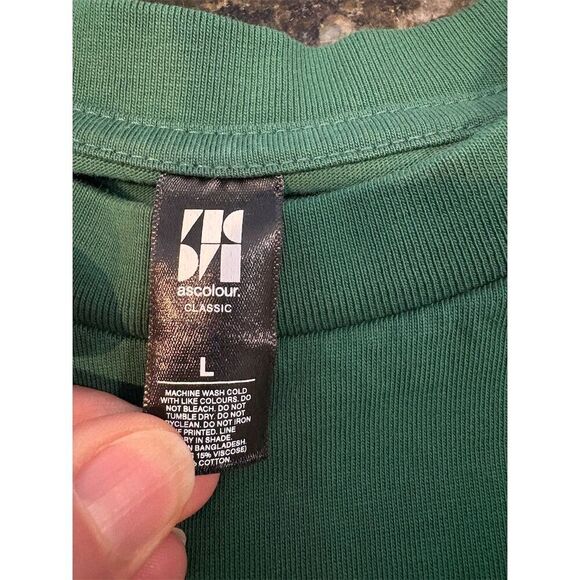 ascolour.
CLASSIC
L
MACHINE WASH COLD
WITH LIKE COLOURS. DO
NOT BLEACH. DO NOT
TUMBLE DRY. DO NOT
DO NOT IRON
PRINTED. LINE
IN SHADE.
BANGLADESH.
15% VISCOSE)
COTTON.